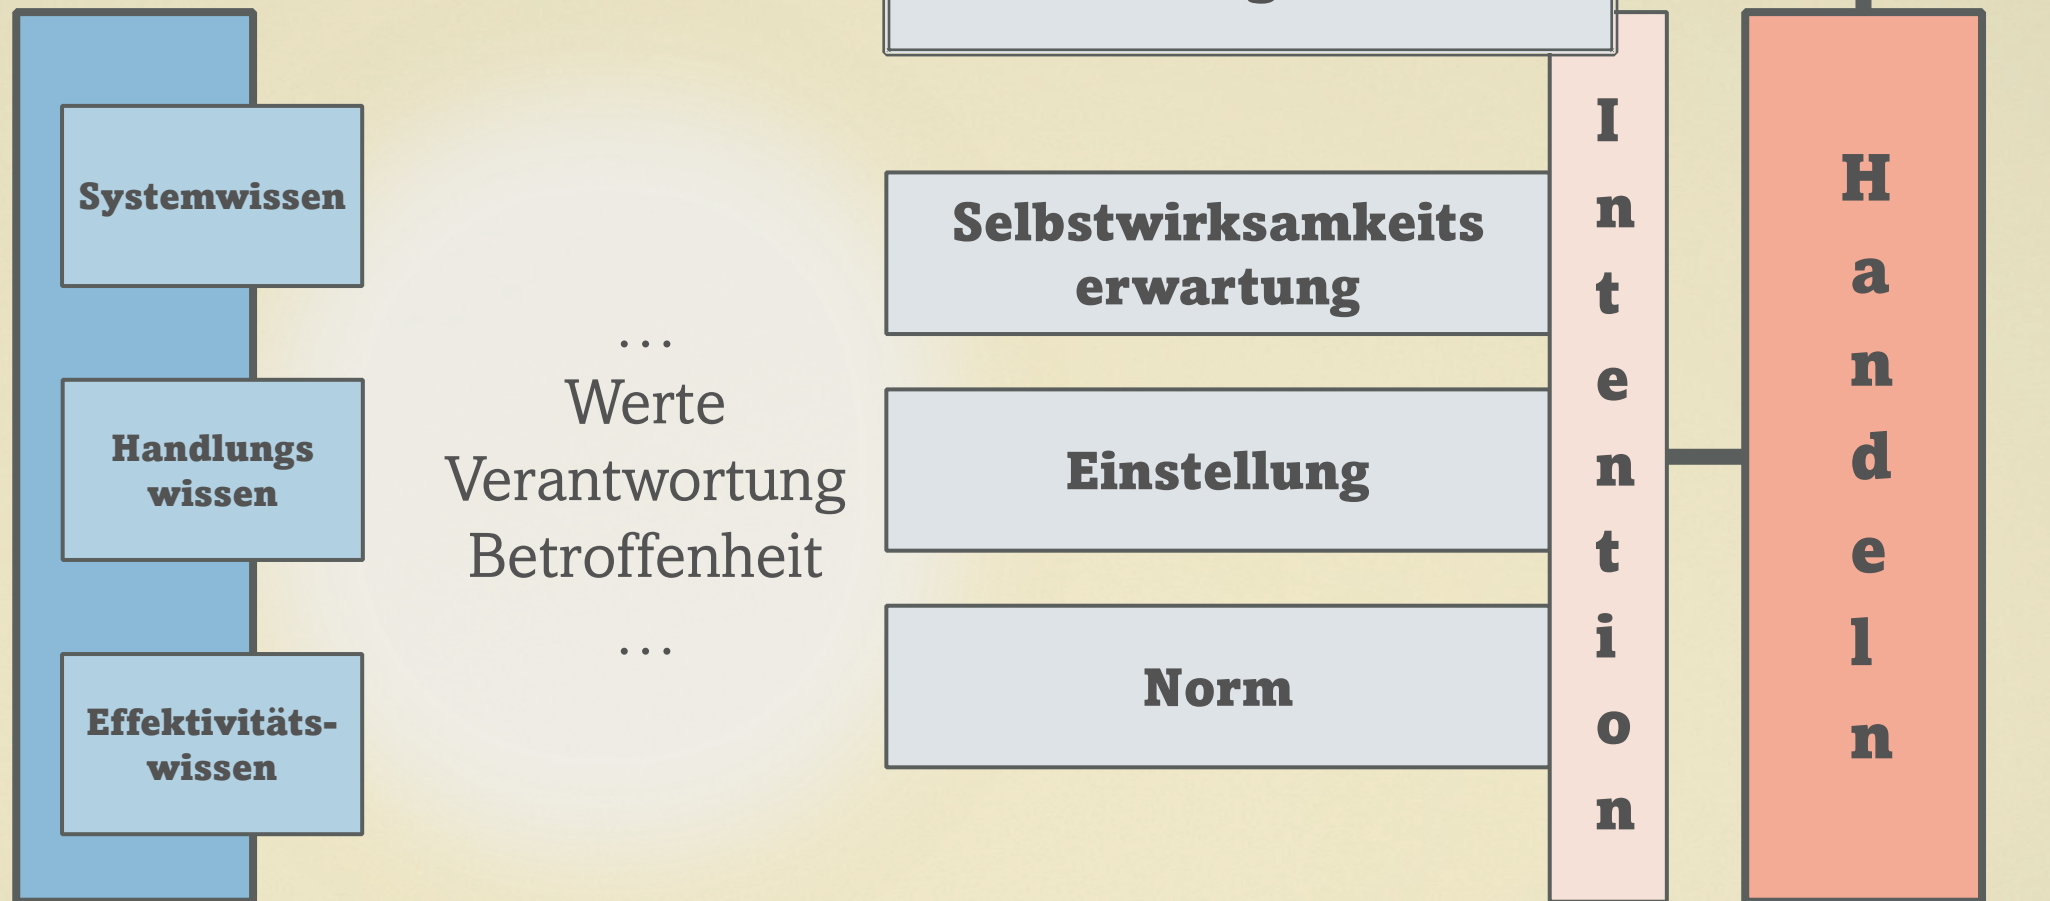 Systemwissen
Handlungs
wissen
Effektivitäts-
wissen
...
Werte
Verantwortung
Betroffenheit
...
Selbstwirksamkeits
erwartung
Einstellung
Norm
Intention
Handeln